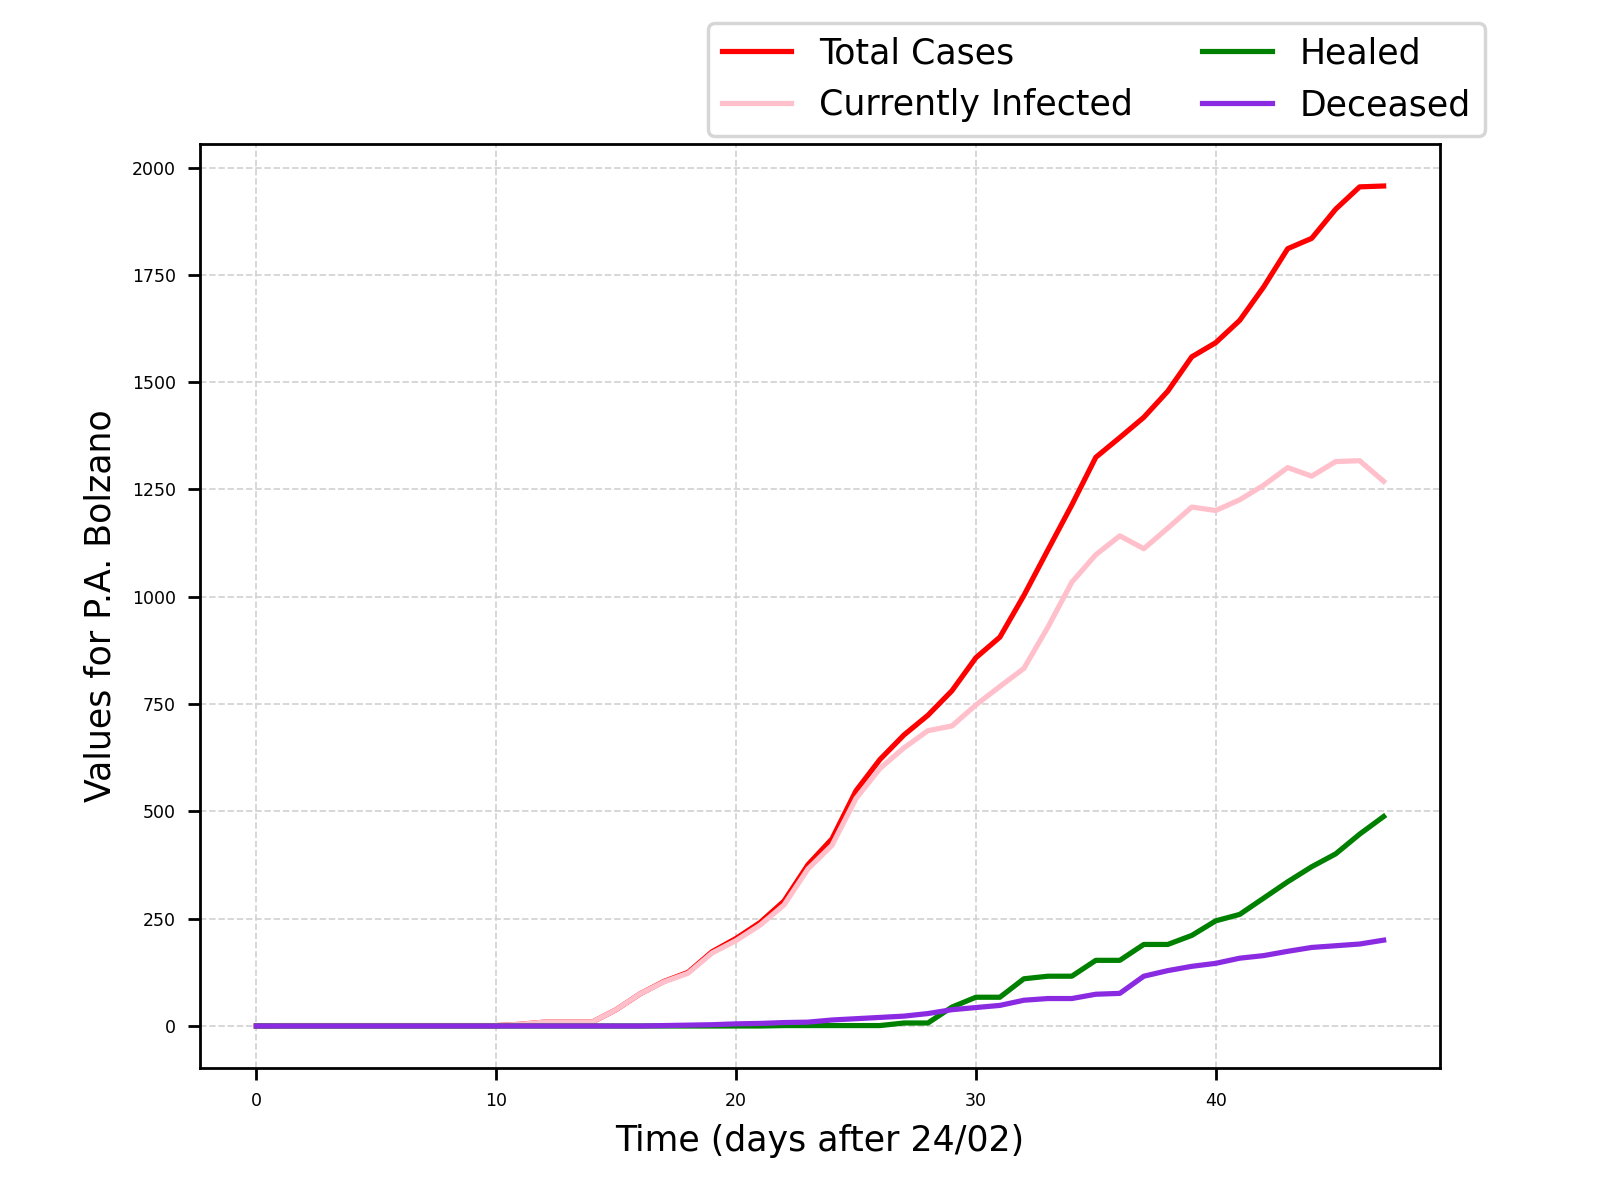 Total Cases
Currently Infected
Healed
Deceased
2000
1750
1500
1250
1000
750
500
250
0
Values for P.A. Bolzano
0 10 20 30 40
Time (days after 24/02)